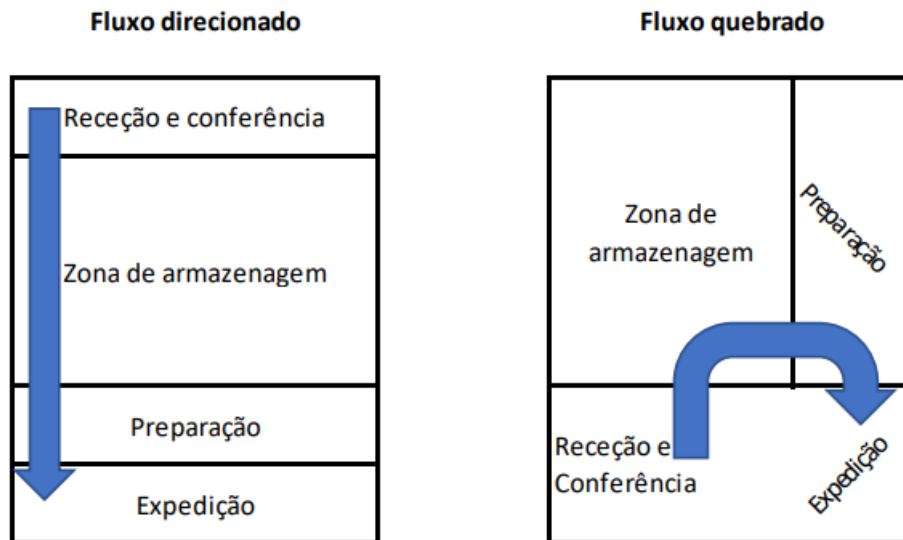 Fluxo direcionado
Receção e conferência
Zona de armazenagem
Preparação
Expedição
Fluxo quebrado
Zona de
armazenagem
Preparação
Receção e
Conferência
Expedição